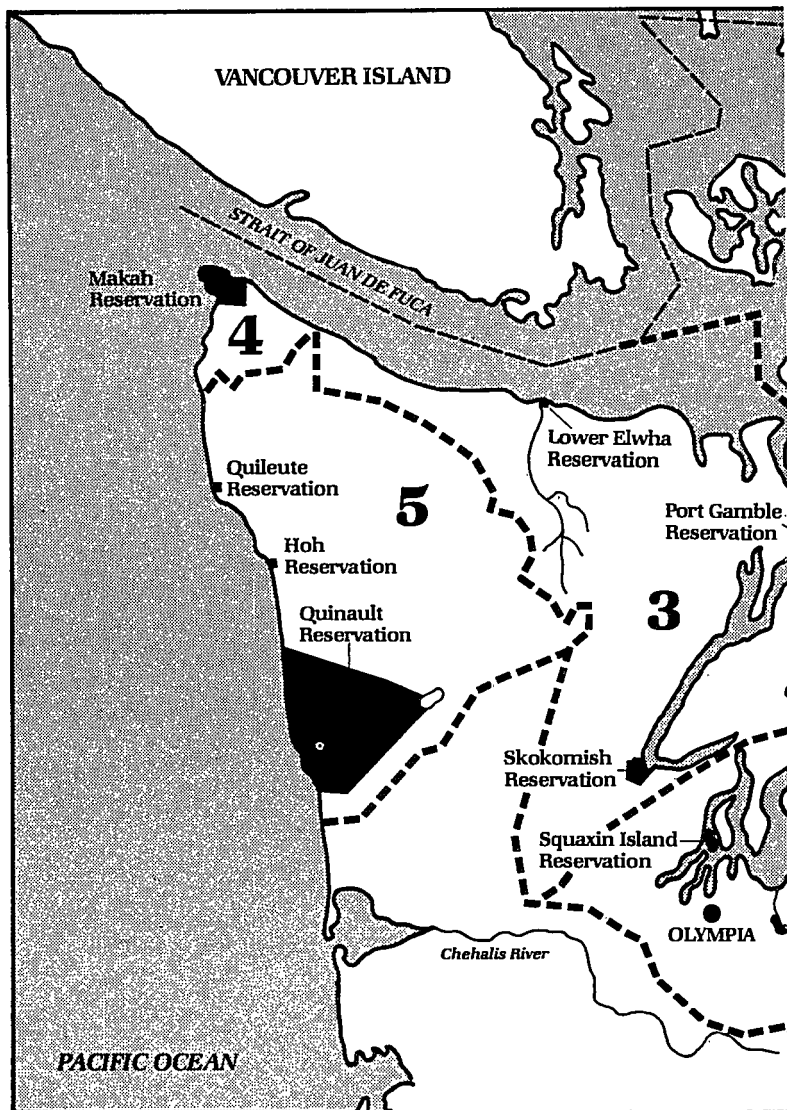 VANCOUVER ISLAND
STRAIT OF JUAN DE FUCA
Makah
Reservation
4
Lower Elwha
Reservation
Quileute
Reservation
5
Port Gamble
Reservation
Hoh
Reservation
3
Quinault
Reservation
Skokomish
Reservation
Squaxin Island
Reservation
OLYMPIA
Chehalis River
PACIFIC OCEAN